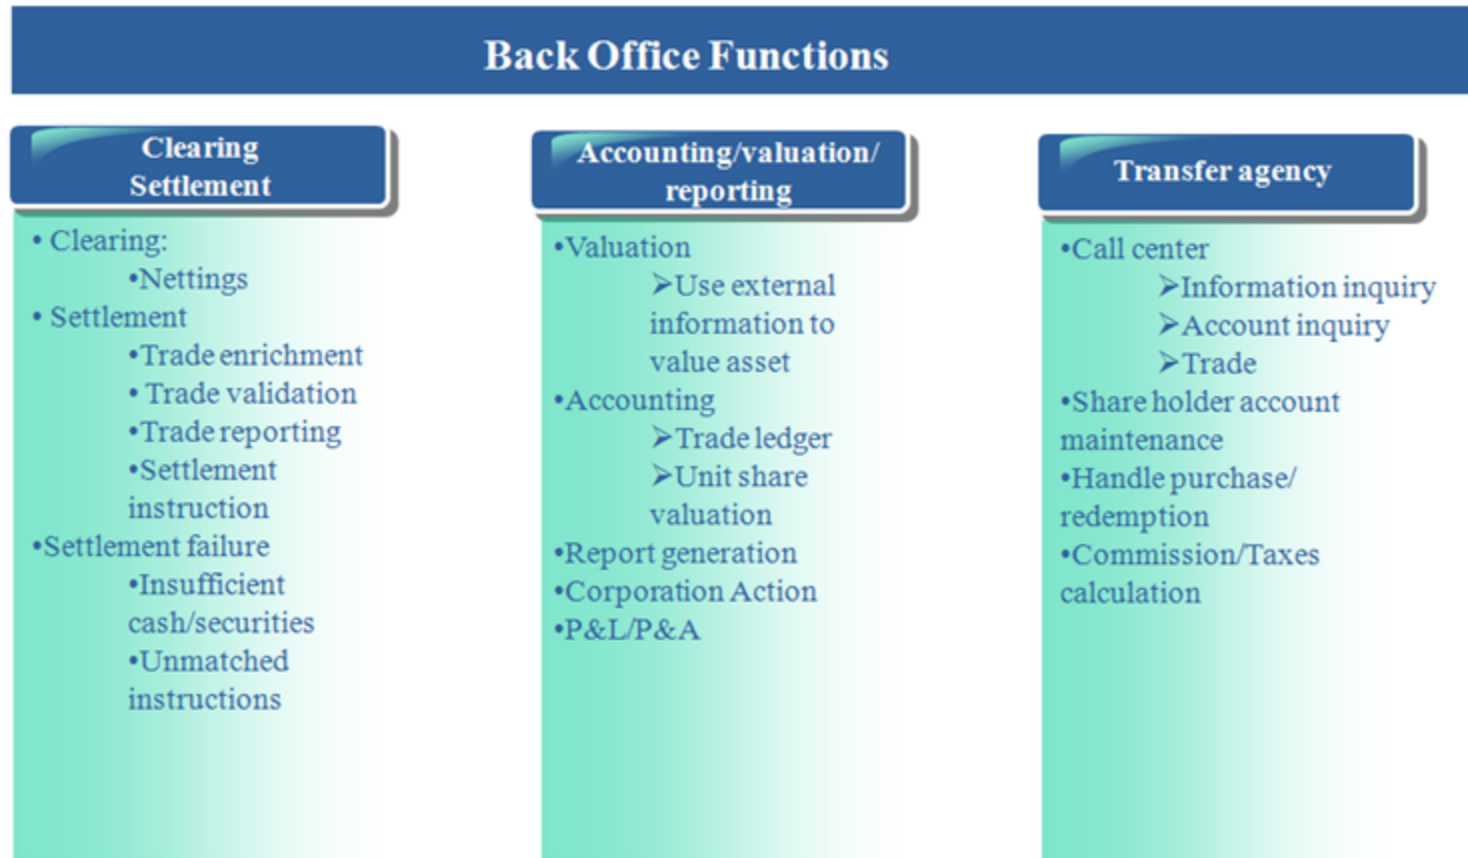 Back Office Functions
Clearing
Settlement
• Clearing:
•Nettings
• Settlement
•Trade enrichment
• Trade validation
•Trade reporting
•Settlement
instruction
•Settlement failure
•Insufficient
cash/securities
•Unmatched
instructions
Accounting/valuation/
reporting
•Valuation
➢Use external
information to
value asset
•Accounting
➢Trade ledger
➢Unit share
valuation
•Report generation
•Corporation Action
•P&L/P&A
Transfer agency
•Call center
➢Information inquiry
➢Account inquiry
➢Trade
•Share holder account
maintenance
•Handle purchase/
redemption
•Commission/Taxes
calculation